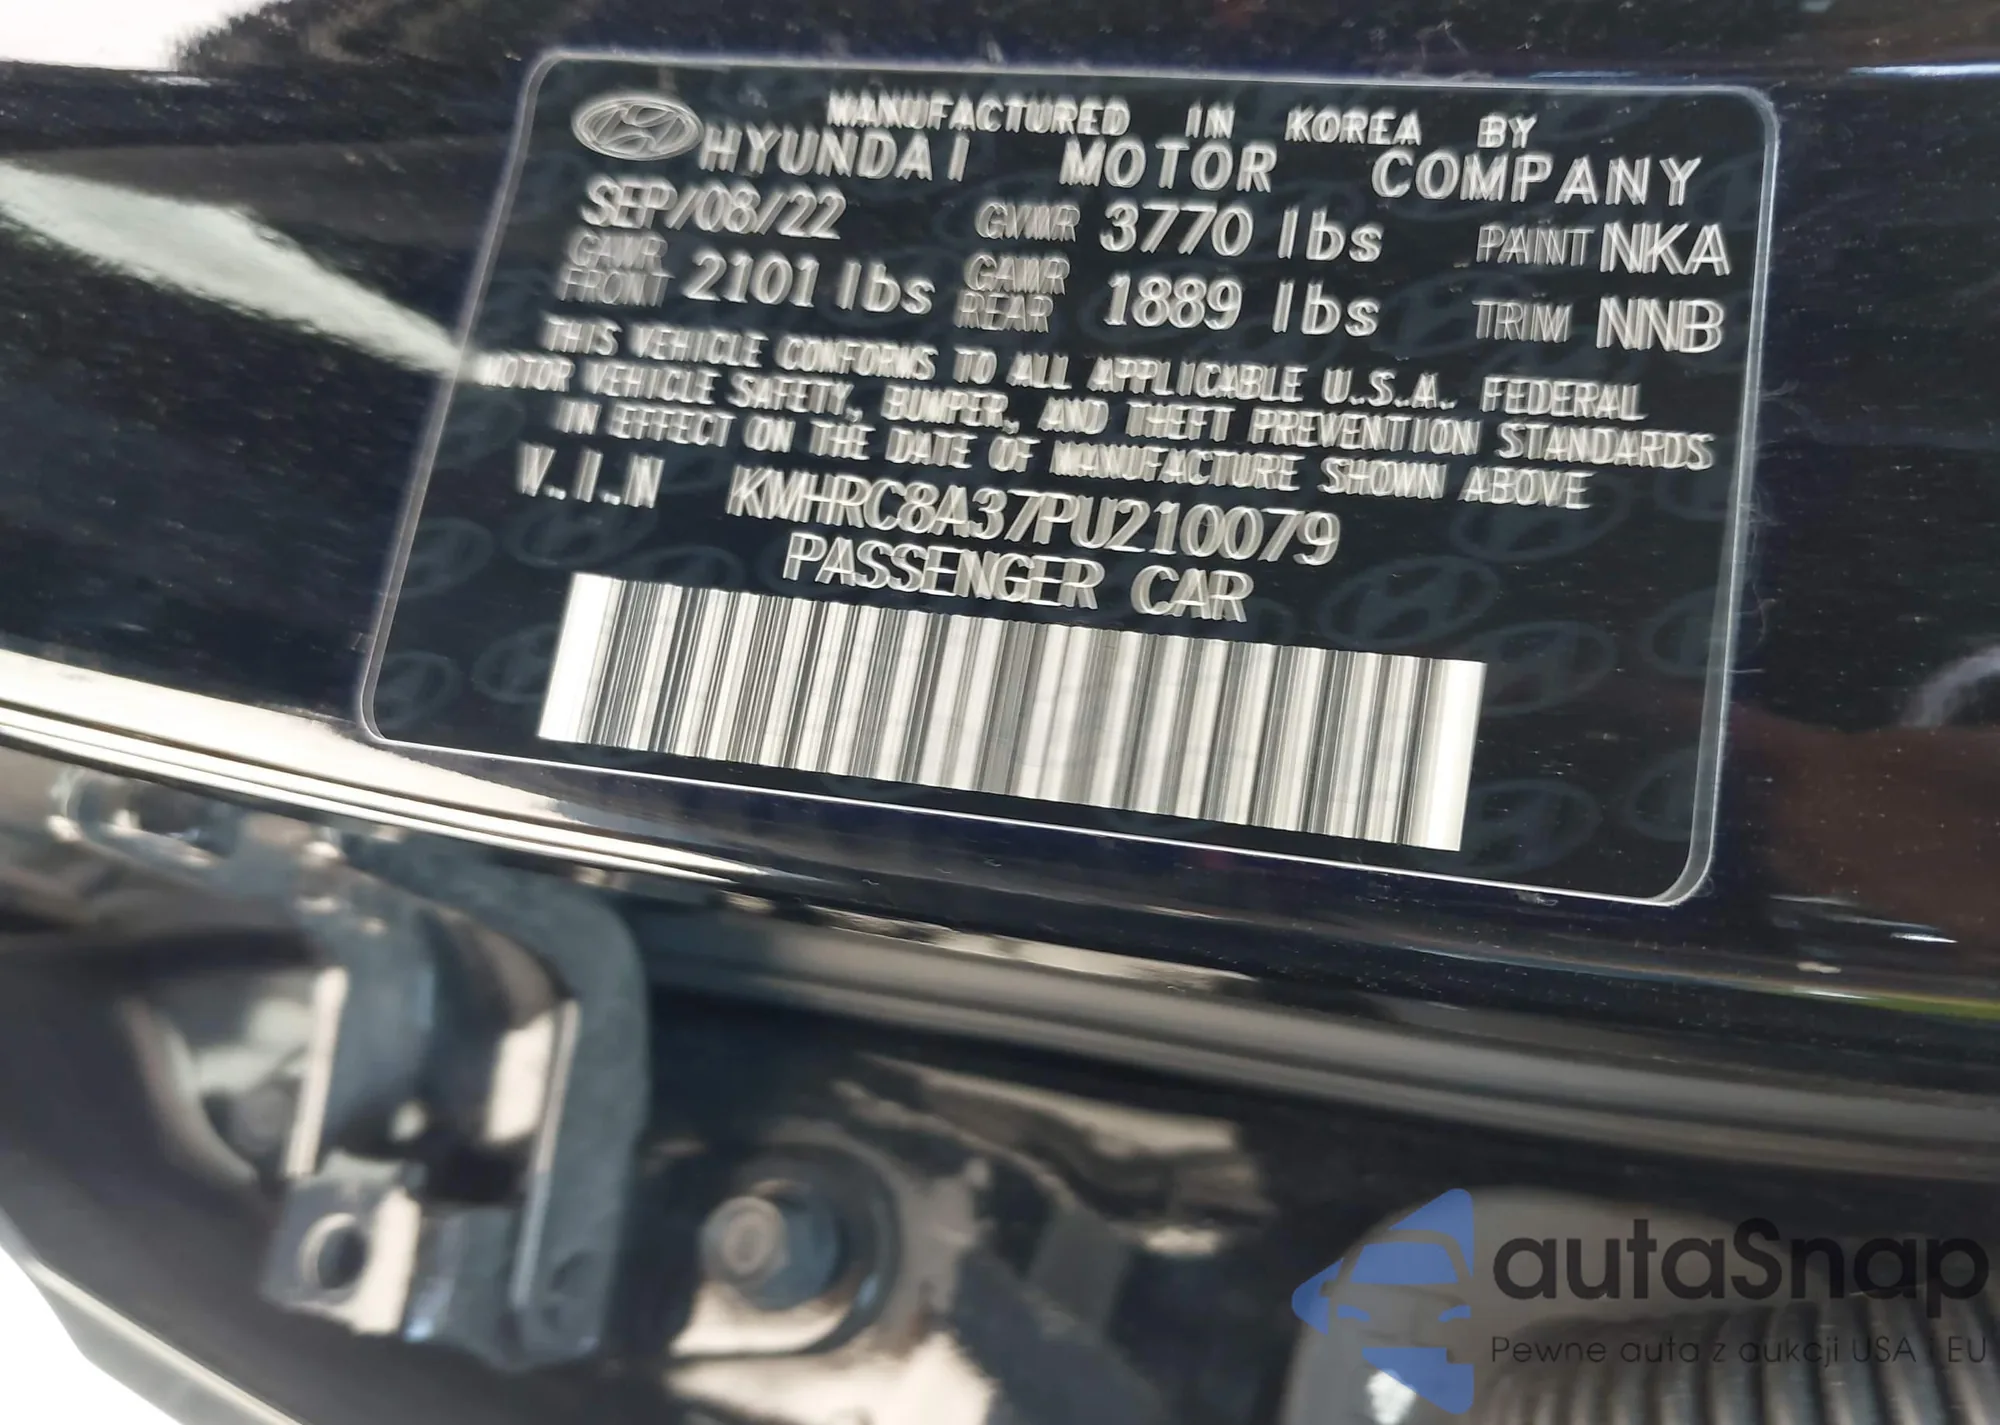 MANUFACTURED IN KOREA BY
HYUNDAI MOTOR COMPANY
SEP/08/22 GVWR 3770 lbs PAINT NKA
GAWR FRONT 2101 lbs GAWR REAR 1889 lbs TRIM NNB
THIS VEHICLE CONFORMS TO ALL APPLICABLE U.S.A. FEDERAL
MOTOR VEHICLE SAFETY, BUMPER, AND THEFT PREVENTION STANDARDS
IN EFFECT ON THE DATE OF MANUFACTURE SHOWN ABOVE
V.I.N KMHRC8A37PU210079
PASSENGER CAR
autaSnap
Pewne auta z aukcji USA i EU